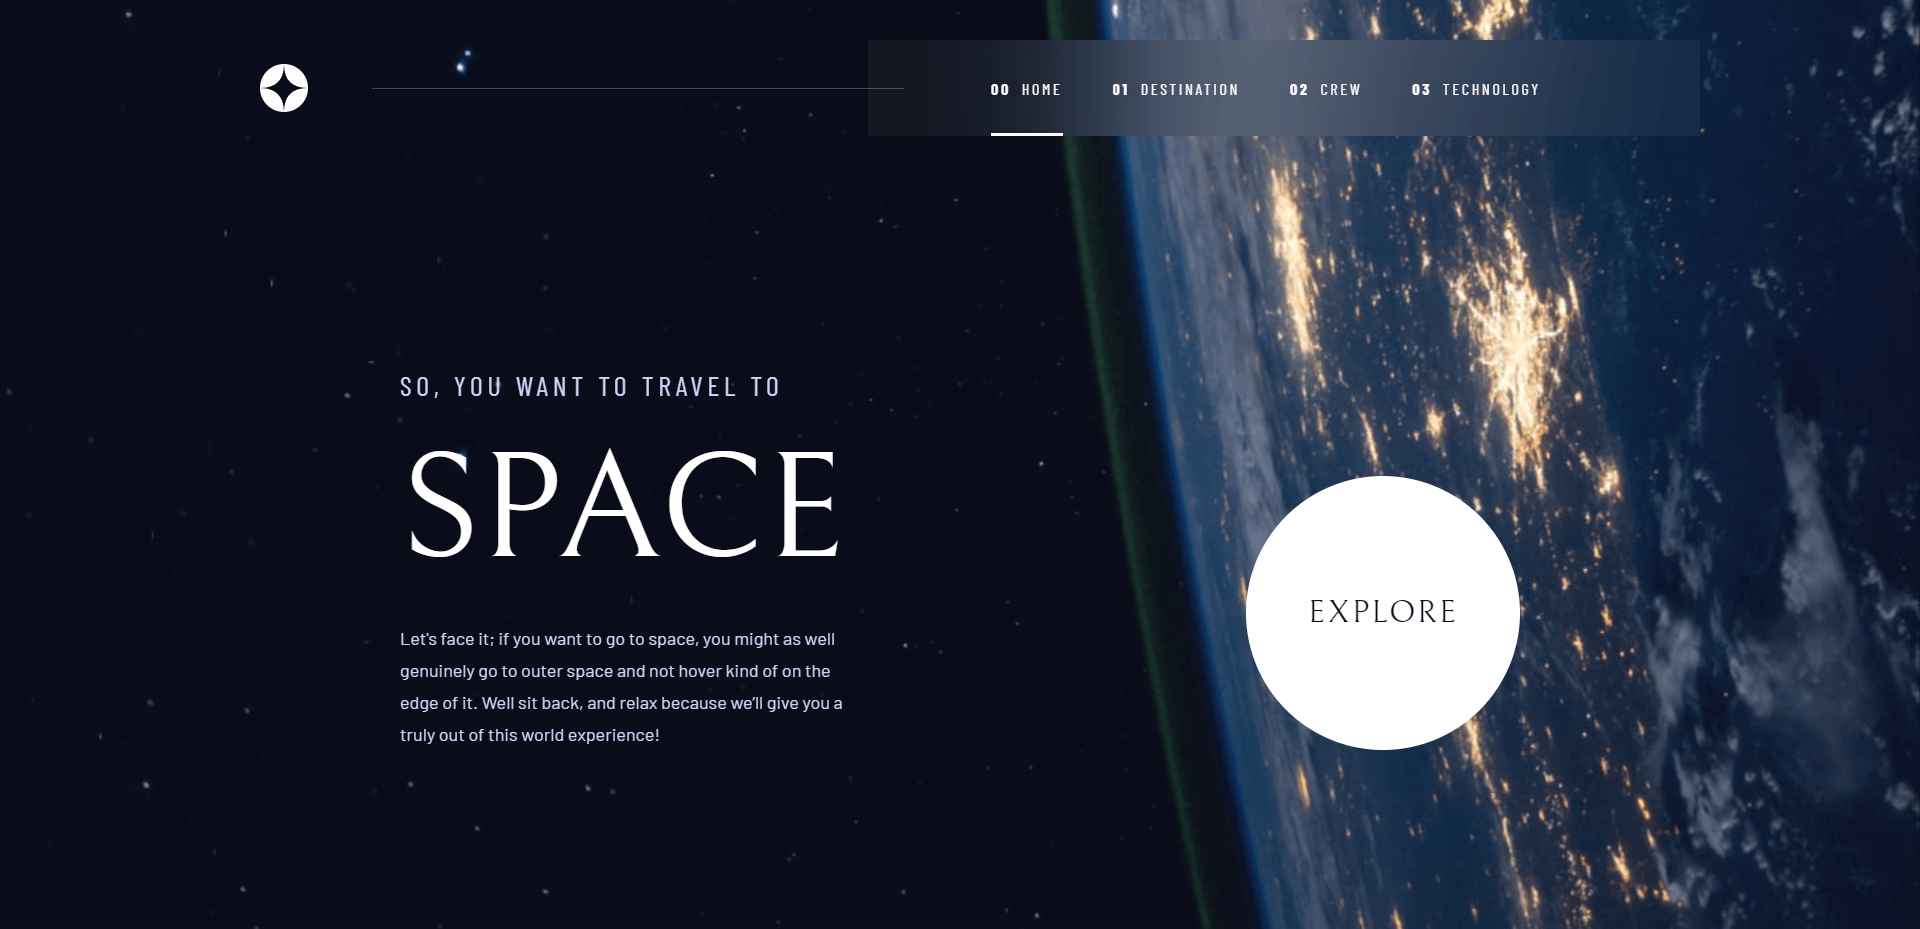 00 HOME 01 DESTINATION 02 CREW 03 TECHNOLOGY
SO, YOU WANT TO TRAVEL TO
SPACE
Let's face it; if you want to go to space, you might as well
genuinely go to outer space and not hover kind of on the
edge of it. Well sit back, and relax because we’ll give you a
truly out of this world experience!
EXPLORE